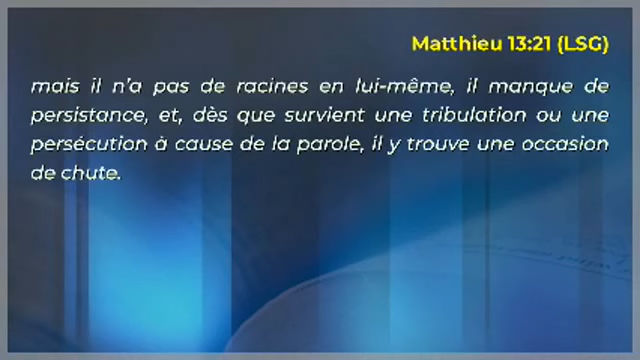 Matthieu 13:21 (LSG)
mais il n'a pas de racines en lui-même, il manque de
persistance, et, dès que survient une tribulation ou une
persécution à cause de la parole, il y trouve une occasion
de chute.